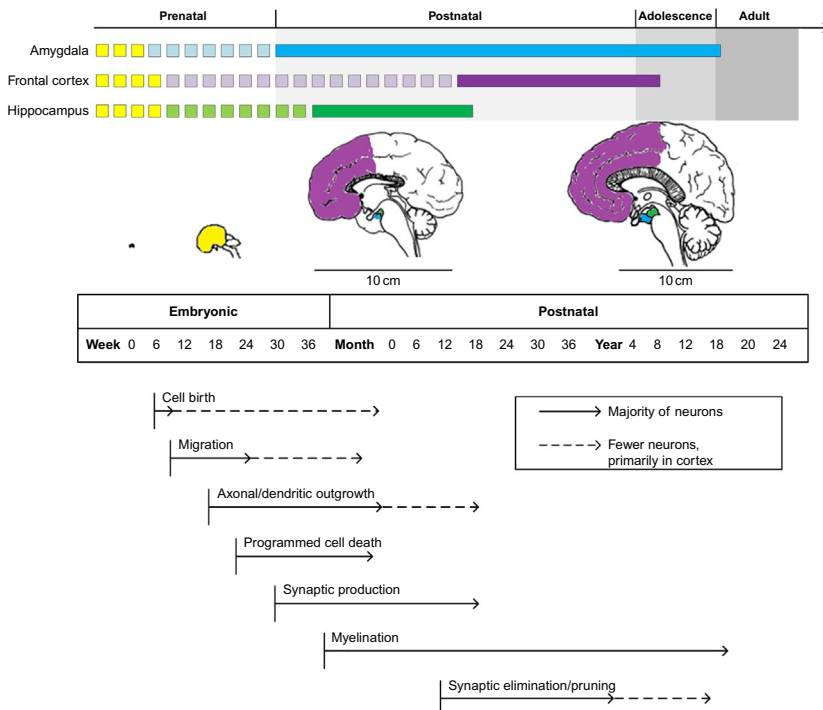 Prenatal Postnatal Adolescence Adult
Amygdala
Frontal cortex
Hippocampus
10 cm 10 cm
Embryonic Postnatal
Week 0 6 12 18 24 30 36 Month 0 6 12 18 24 30 36 Year 4 8 12 18 20 24
Cell birth
Majority of neurons
Migration
Fewer neurons,
primarily in cortex
Axonal/dendritic outgrowth
Programmed cell death
Synaptic production
Myelination
Synaptic elimination/pruning